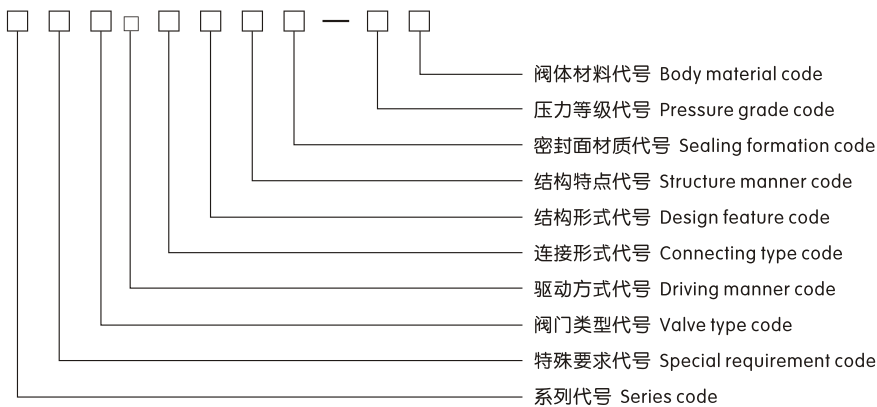 阀体材料代号 Body material code
压力等级代号 Pressure grade code
密封面材质代号 Sealing formation code
结构特点代号 Structure manner code
结构形式代号 Design feature code
连接形式代号 Connecting type code
驱动方式代号 Driving manner code
阀门类型代号 Valve type code
特殊要求代号 Special requirement code
系列代号 Series code